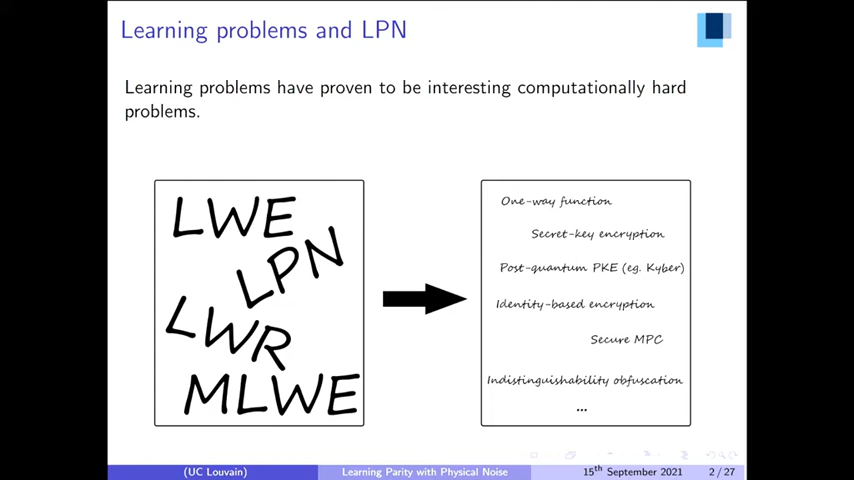 Learning problems and LPN
Learning problems have proven to be interesting computationally hard
problems.
LWE
LPN
LWR
MLWE
One-way function
Secret-key encryption
Post-quantum PKE (eg. Kyber)
Identity-based encryption
Secure MPC
Indistinguishability obfuscation
...
(UC Louvain) Learning Parity with Physical Noise 15th September 2021 2 / 27